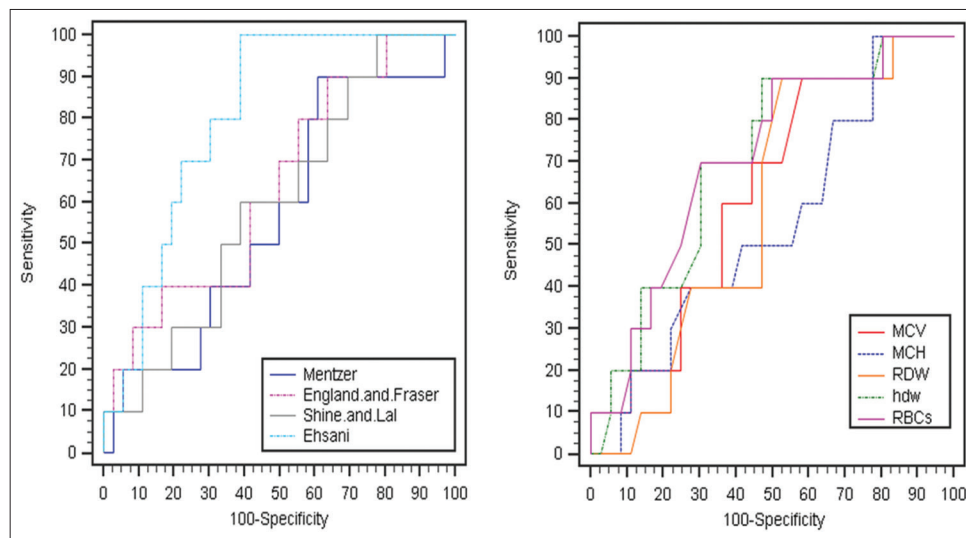 100
90
80
70
60
50
40
30
20
10
0
Sensitivity
0 10 20 30 40 50 60 70 80 90 100
100-Specificity
Mentzer
England.and.Fraser
Shine.and.Lal
Ehsani
100
90
80
70
60
50
40
30
20
10
0
Sensitivity
0 10 20 30 40 50 60 70 80 90 100
100-Specificity
MCV
MCH
RDW
hdw
RBCs